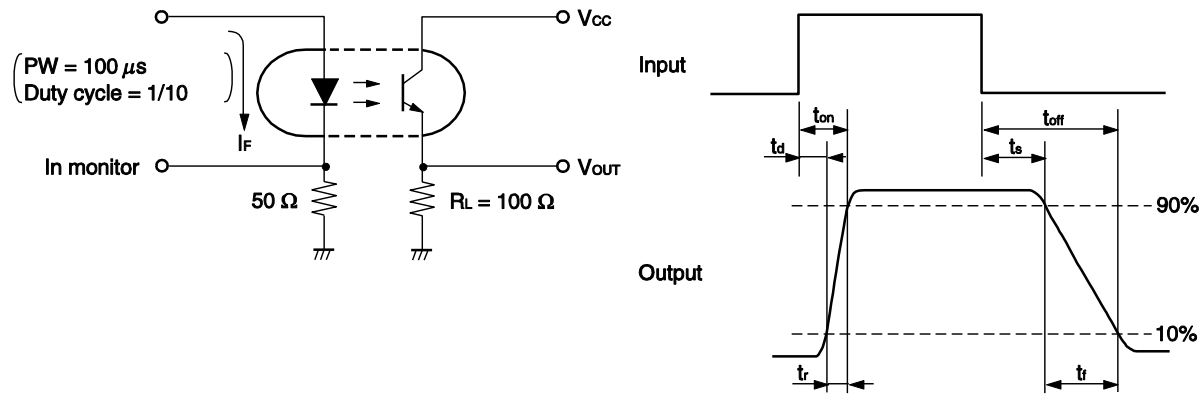 VCC
PW = 100 μs
Duty cycle = 1/10
IF
In monitor
VOUT
50 Ω
RL = 100 Ω
Input
ton
toff
td
ts
90%
Output
10%
tr
tf